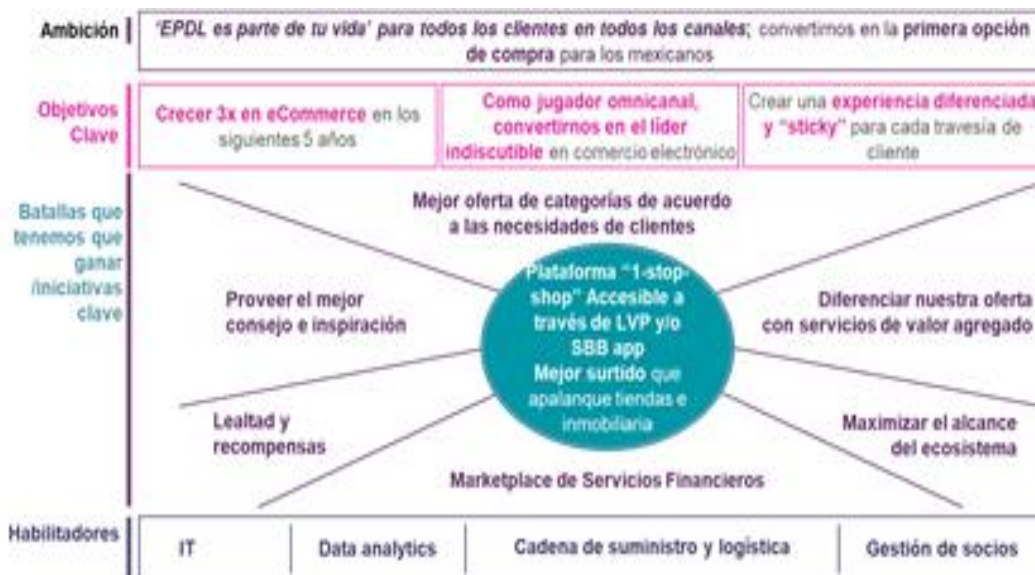 Ambición
'EPDL es parte de tu vida' para todos los clientes en todos los canales; convertirnos en la primera opción
de compra para los mexicanos
Objetivos
Clave
Crecer 3x en eCommerce en los
siguientes 5 años
Como jugador omnicanal,
convertirnos en el líder
indiscutible en comercio electrónico
Crear una experiencia diferenciada
y "sticky" para cada travesía de
cliente
Batallas que
tenemos que
ganar
/iniciativas
clave
Mejor oferta de categorías de acuerdo
a las necesidades de clientes
Proveer el mejor
consejo e inspiración
Plataforma "1-stop-
shop" Accesible a
través de LVP y/o
SBB app
Mejor surtido que
apalanque tiendas e
inmobiliaria
Diferenciar nuestra oferta
con servicios de valor agregado
Lealtad y
recompensas
Maximizar el alcance
del ecosistema
Marketplace de Servicios Financieros
Habilitadores
IT
Data analytics
Cadena de suministro y logística
Gestión de socios